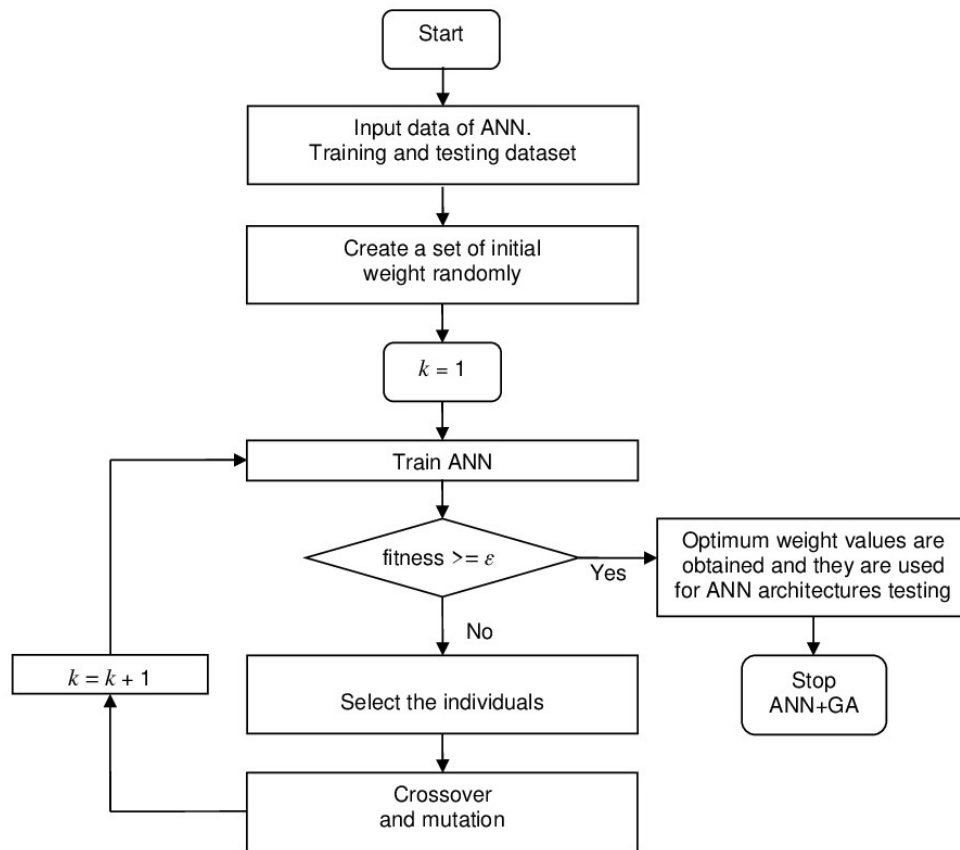 Start
Input data of ANN.
Training and testing dataset
Create a set of initial
weight randomly
k = 1
Train ANN
fitness >= ε
Yes
Optimum weight values are
obtained and they are used
for ANN architectures testing
No
Stop
ANN+GA
Select the individuals
k = k + 1
Crossover
and mutation